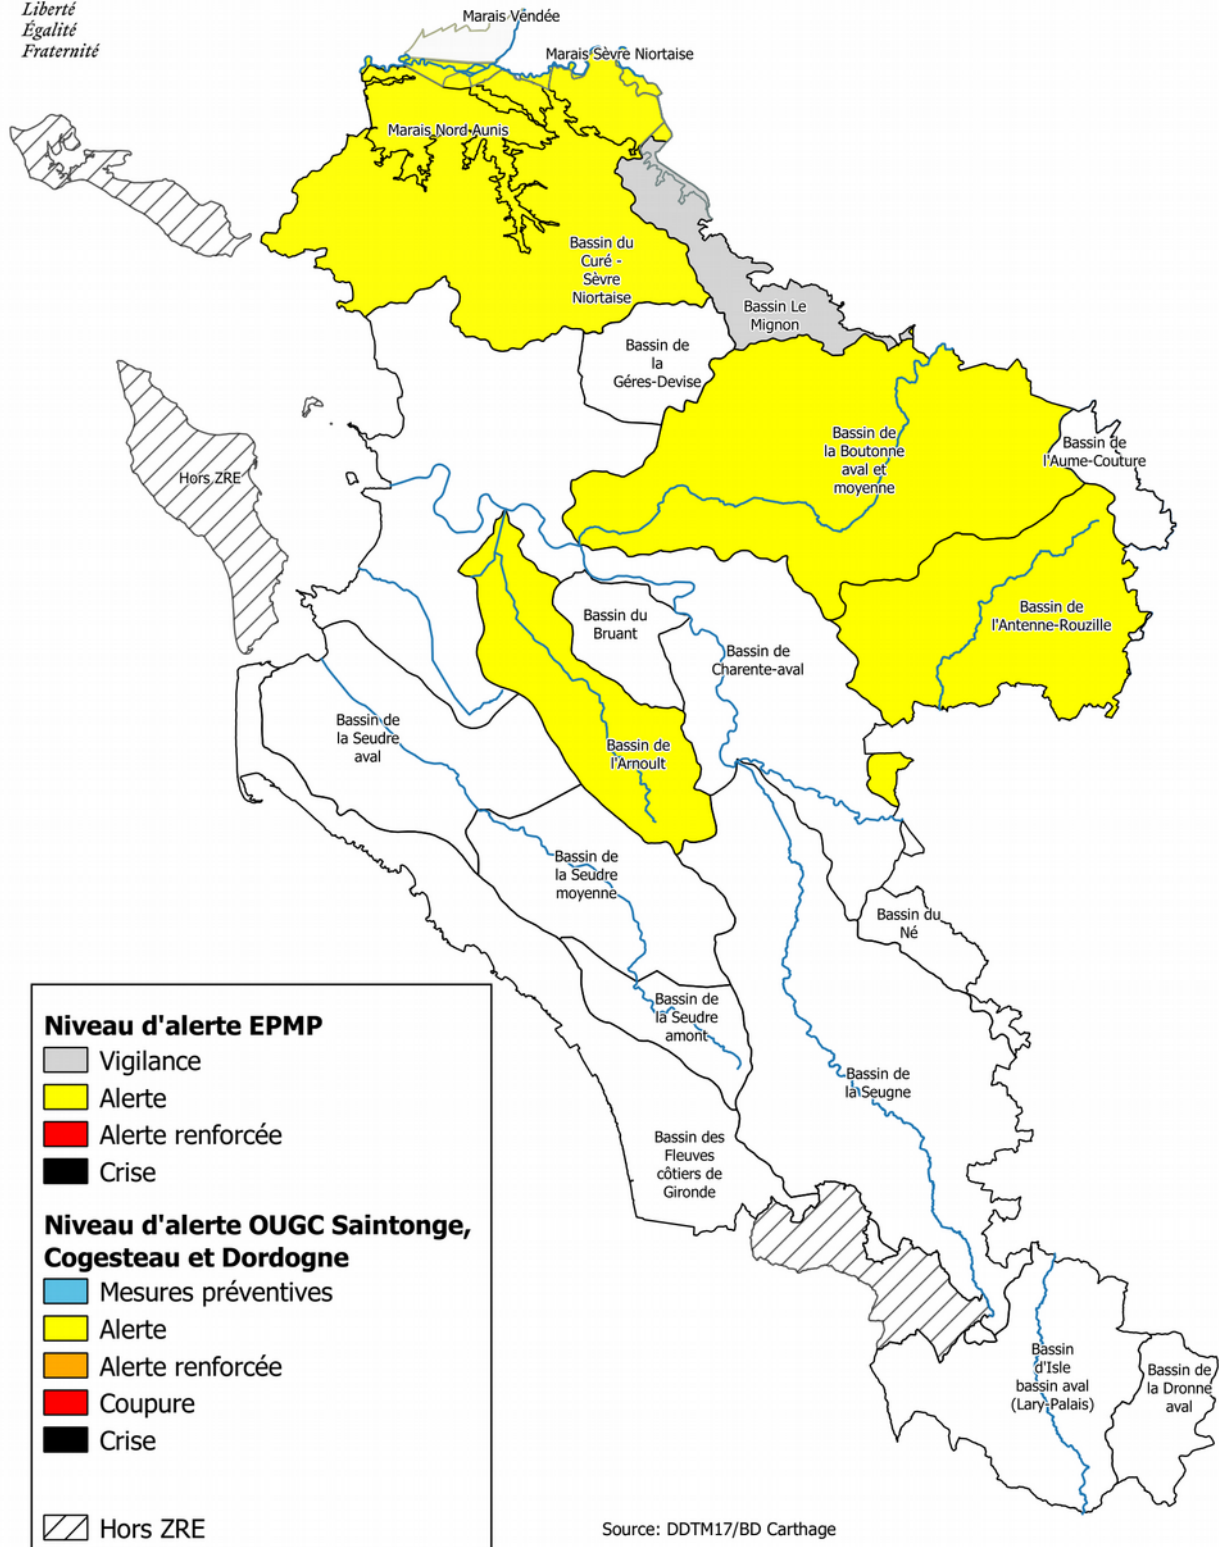 Liberté
Égalité
Fraternité
Marais Vendée
Marais Sèvre Niortaise
Marais Nord Aunis
Bassin du
Curé -
Sèvre
Niortaise
Bassin Le
Mignon
Bassin de
la
Géres-Devise
Bassin de
la Boutonne
aval et
moyenne
Bassin de
l'Aume-Couture
Hors ZRE
Bassin de
l'Antenne-Rouzille
Bassin du
Bruant
Bassin de
Charente-aval
Bassin de
la Seudre
aval
Bassin de
l'Arnoult
Bassin de
la Seudre
moyenne
Bassin du
Né
Bassin de
la Seudre
amont
Bassin de
la Seugne
Bassin des
Fleuves
côtiers de
Gironde
Bassin
d'Isle
bassin aval
(Lary-Palais)
Bassin de
la Dronne
aval
Niveau d'alerte EPMP
Vigilance
Alerte
Alerte renforcée
Crise
Niveau d'alerte OUGC Saintonge,
Cogesteau et Dordogne
Mesures préventives
Alerte
Alerte renforcée
Coupure
Crise
Hors ZRE
Source: DDTM17/BD Carthage